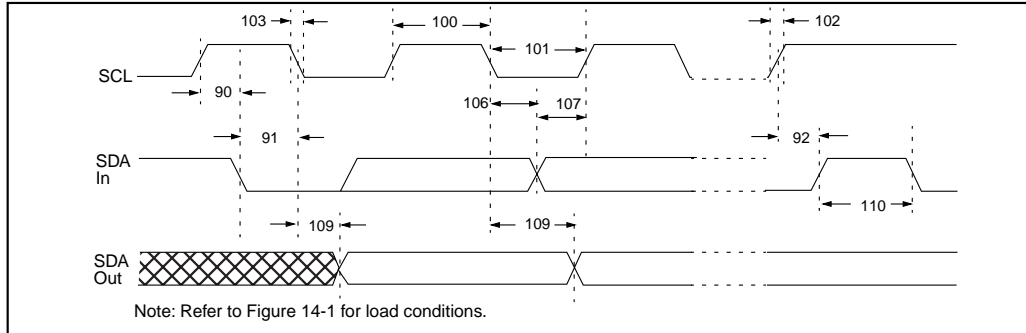 103
100
102
101
SCL
90
106
107
91
92
SDA
In
110
109
109
SDA
Out
Note: Refer to Figure 14-1 for load conditions.